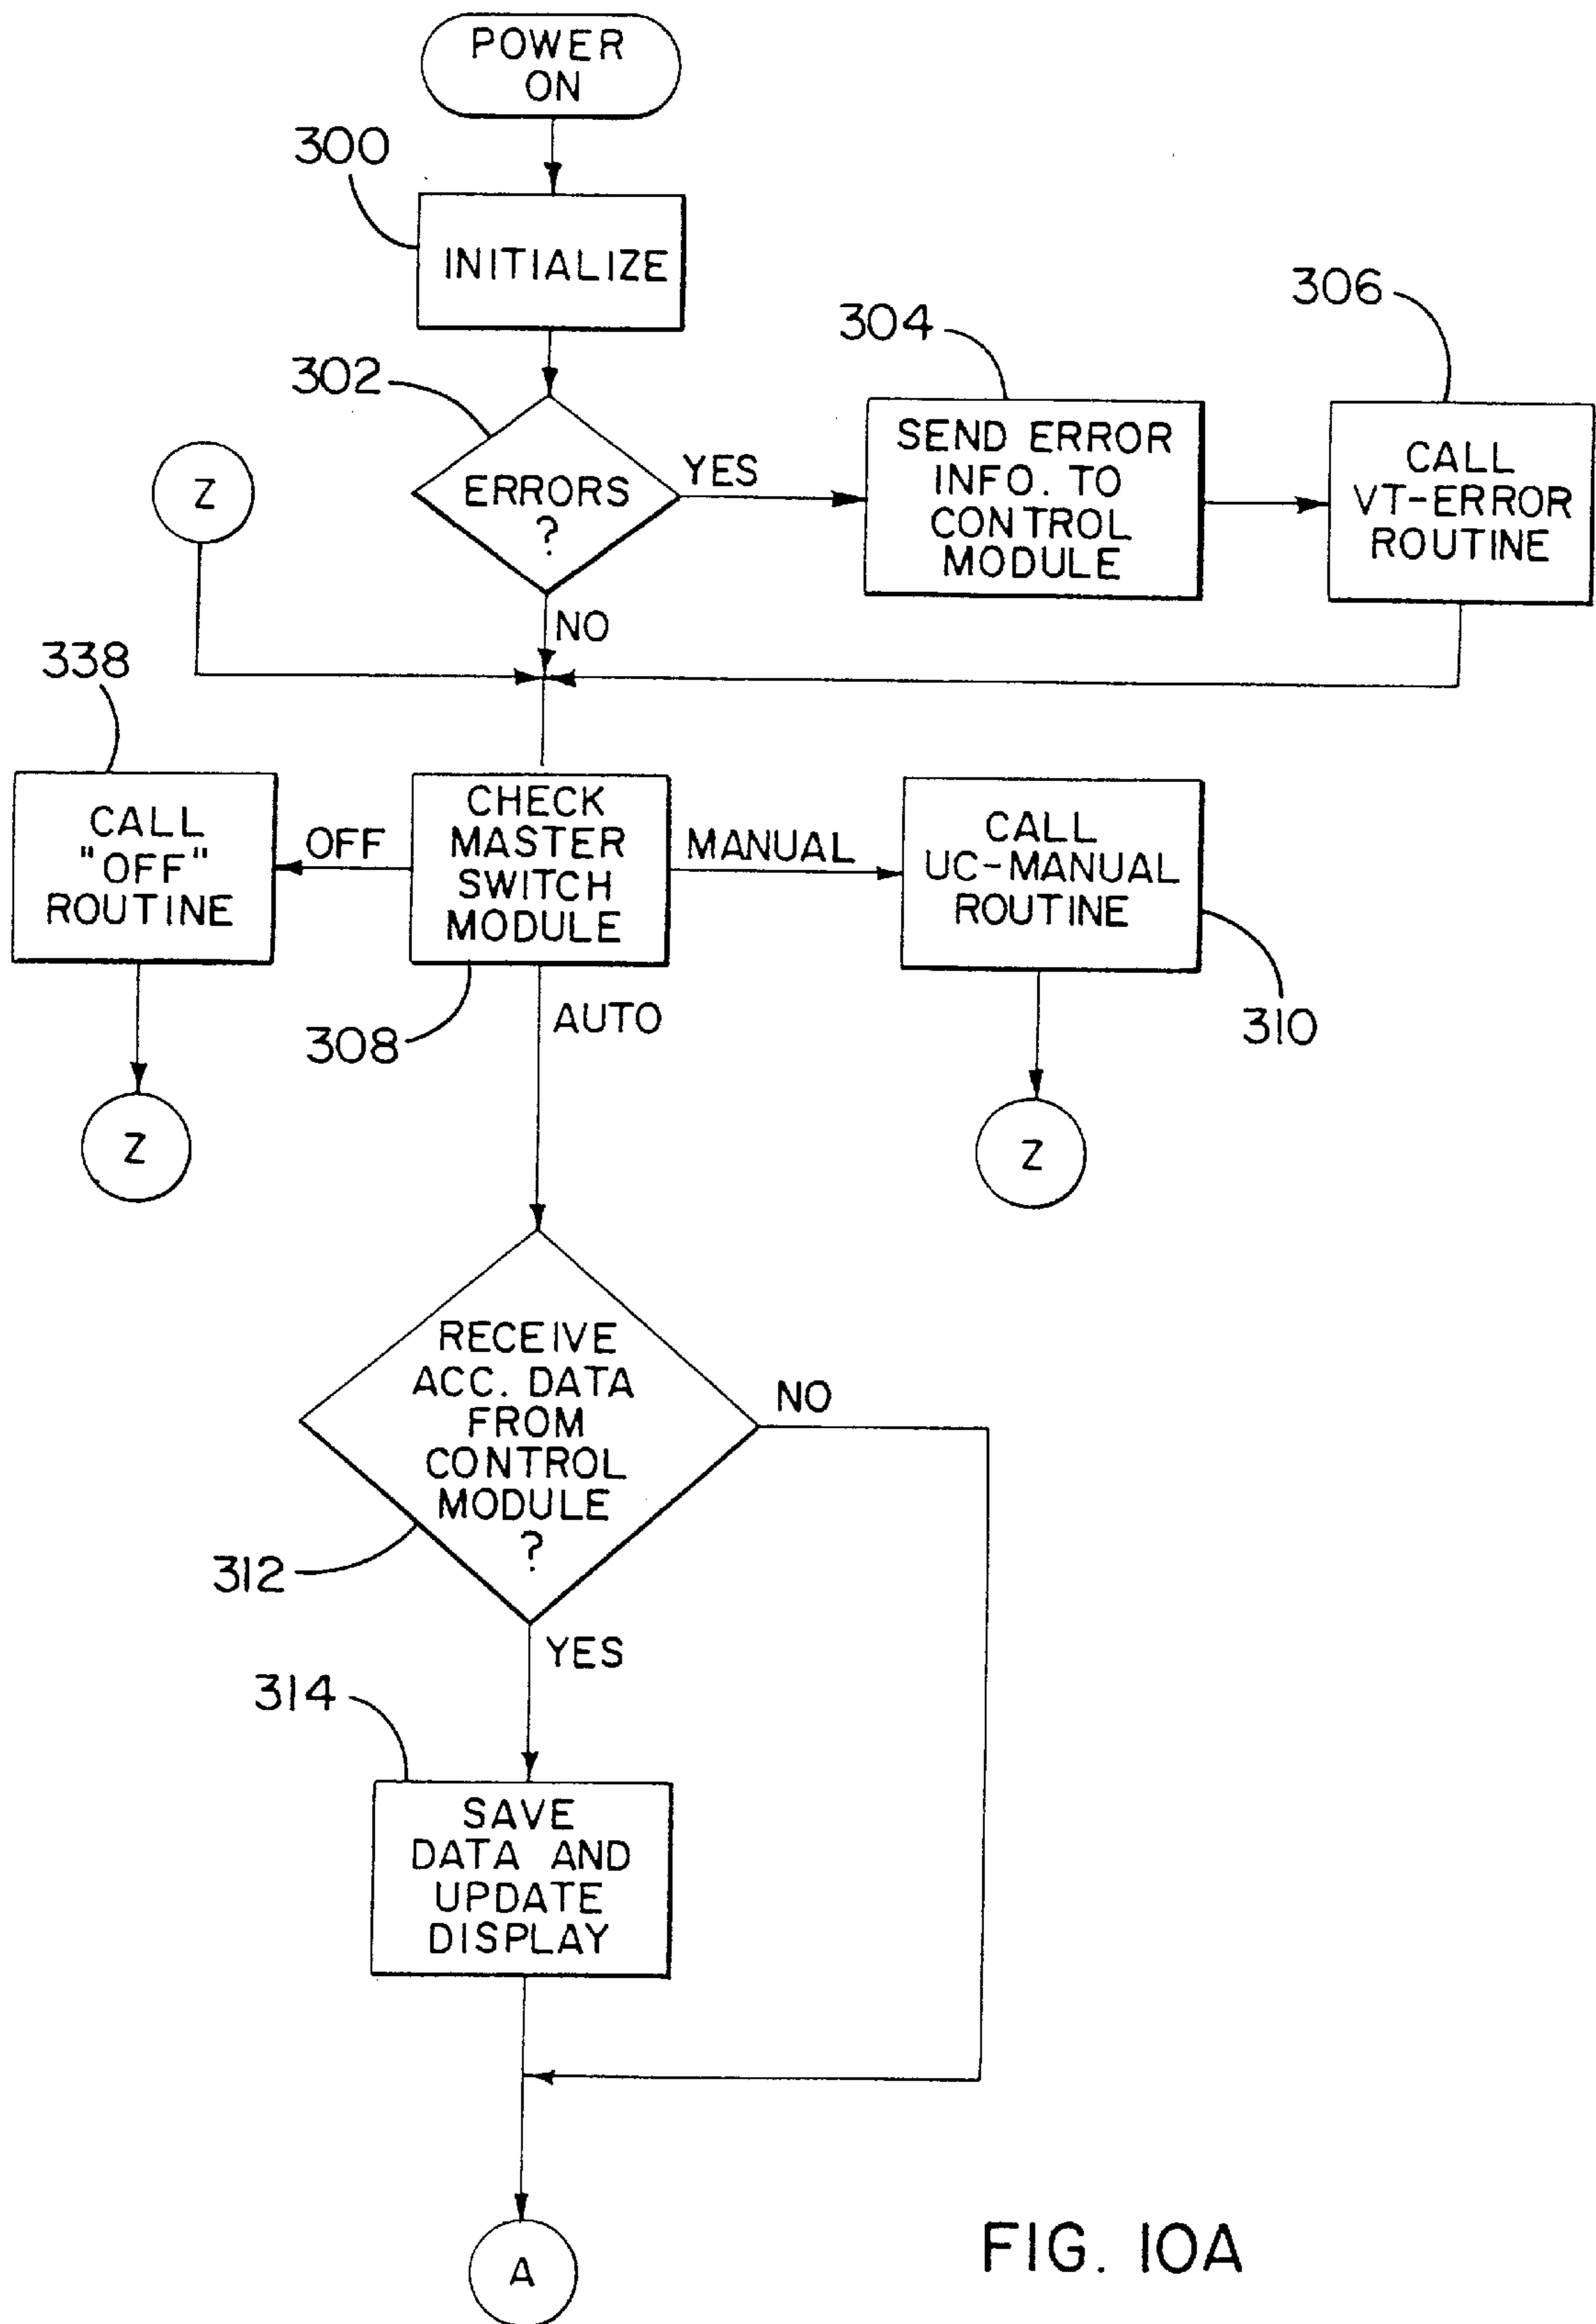 POWER
ON
300
INITIALIZE
302
ERRORS
?
YES
304
SEND ERROR
INFO. TO
CONTROL
MODULE
306
CALL
VT-ERROR
ROUTINE
Z
NO
338
CALL
"OFF"
ROUTINE
OFF
CHECK
MASTER
SWITCH
MODULE
MANUAL
CALL
UC-MANUAL
ROUTINE
308
AUTO
310
Z
Z
RECEIVE
ACC. DATA
FROM
CONTROL
MODULE
?
NO
312
YES
314
SAVE
DATA AND
UPDATE
DISPLAY
A
FIG. 10A